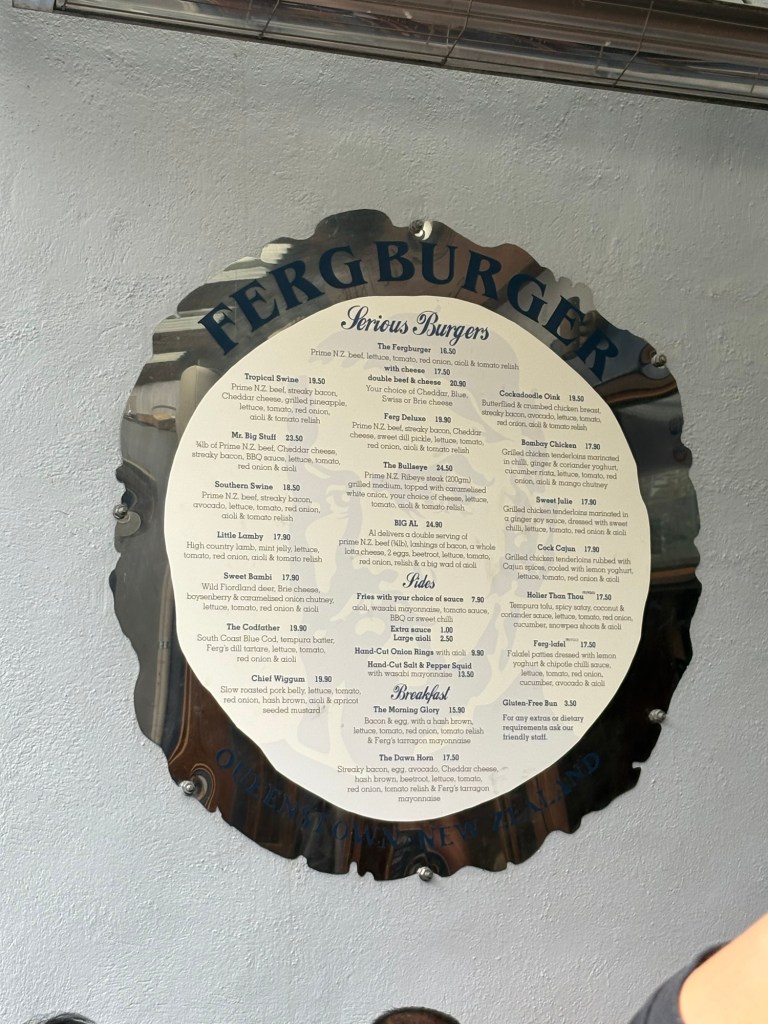 FERGBURGER
Serious Burgers
The Fergburger 16.50
Prime N.Z. beef, lettuce, tomato, red onion, aioli & tomato relish
with cheese 17.50
double beef & cheese 20.90
Your choice of Cheddar, Blue,
Swiss or Brie cheese
Tropical Swine 19.50
Prime N.Z. beef, streaky bacon,
Cheddar cheese, grilled pineapple,
lettuce, tomato, red onion,
aioli & tomato relish
Mr. Big Stuff 23.50
½lb of Prime N.Z. beef, Cheddar cheese,
streaky bacon, BBQ sauce, lettuce, tomato,
red onion & aioli
Southern Swine 18.50
Prime N.Z. beef, streaky bacon,
avocado, lettuce, tomato, red onion,
aioli & tomato relish
Little Lamby 17.90
High country lamb, mint jelly, lettuce,
tomato, red onion, aioli & tomato relish
Sweet Bambi 17.90
Wild Fiordland deer, Brie cheese,
boysenberry & caramelised onion chutney,
lettuce, tomato, red onion & aioli
The Codfather 19.90
South Coast Blue Cod, tempura batter,
Ferg's dill tartare, lettuce, tomato,
red onion & aioli
Chief Wiggum 19.90
Slow roasted pork belly, lettuce, tomato,
red onion, hash brown, aioli & apricot
seeded mustard
Ferg Deluxe 19.90
Prime N.Z. beef, streaky bacon, Cheddar
cheese, sweet dill pickle, lettuce, tomato,
red onion, aioli & tomato relish
The Bullseye 24.50
Prime N.Z. Ribeye steak (200gm)
grilled medium, topped with caramelised
white onion, your choice of cheese, lettuce,
tomato, aioli & tomato relish
BIG AL 24.90
Al delivers a double serving of
prime N.Z. beef (½lb), lashings of bacon, a whole
lotta cheese, 2 eggs, beetroot, lettuce, tomato,
red onion, relish & a big wad of aioli
Sides
Fries with your choice of sauce 7.90
aioli, wasabi mayonnaise, tomato sauce,
BBQ or sweet chilli
Extra sauce 1.00
Large aioli 2.50
Hand-Cut Onion Rings with aioli 9.90
Hand-Cut Salt & Pepper Squid
with wasabi mayonnaise 13.50
Breakfast
The Morning Glory 15.90
Bacon & egg, with a hash brown,
lettuce, tomato, red onion, tomato relish
& Ferg's tarragon mayonnaise
The Dawn Horn 17.50
Streaky bacon, egg, avocado, Cheddar cheese,
hash brown, beetroot, lettuce, tomato,
red onion, tomato relish & Ferg's tarragon
mayonnaise
Cockadoodle Oink 19.50
Butterflied & crumbed chicken breast,
streaky bacon, avocado, lettuce, tomato,
red onion, aioli & tomato relish
Bombay Chicken 17.90
Grilled chicken tenderloins marinated
in chilli, ginger & coriander yoghurt,
cucumber riata, lettuce, tomato, red
onion, aioli & mango chutney
Sweet Julie 17.90
Grilled chicken tenderloins marinated in
a ginger soy sauce, dressed with sweet
chilli, lettuce, tomato, red onion & aioli
Cock Cajun 17.90
Grilled chicken tenderloins rubbed with
Cajun spices, cooled with lemon yoghurt,
lettuce, tomato, red onion & aioli
Holier Than Thou 17.50
Tempura tofu, spicy satay, coconut &
coriander sauce, lettuce, tomato, red onion,
cucumber, snowpea shoots & aioli
Ferg-lafel 17.50
Falafel patties dressed with lemon
yoghurt & chipotle chilli sauce,
lettuce, tomato, red onion,
cucumber, avocado & aioli
Gluten-Free Bun 3.50
For any extras or dietary
requirements ask our
friendly staff.
QUEENSTOWN, NEW ZEALAND